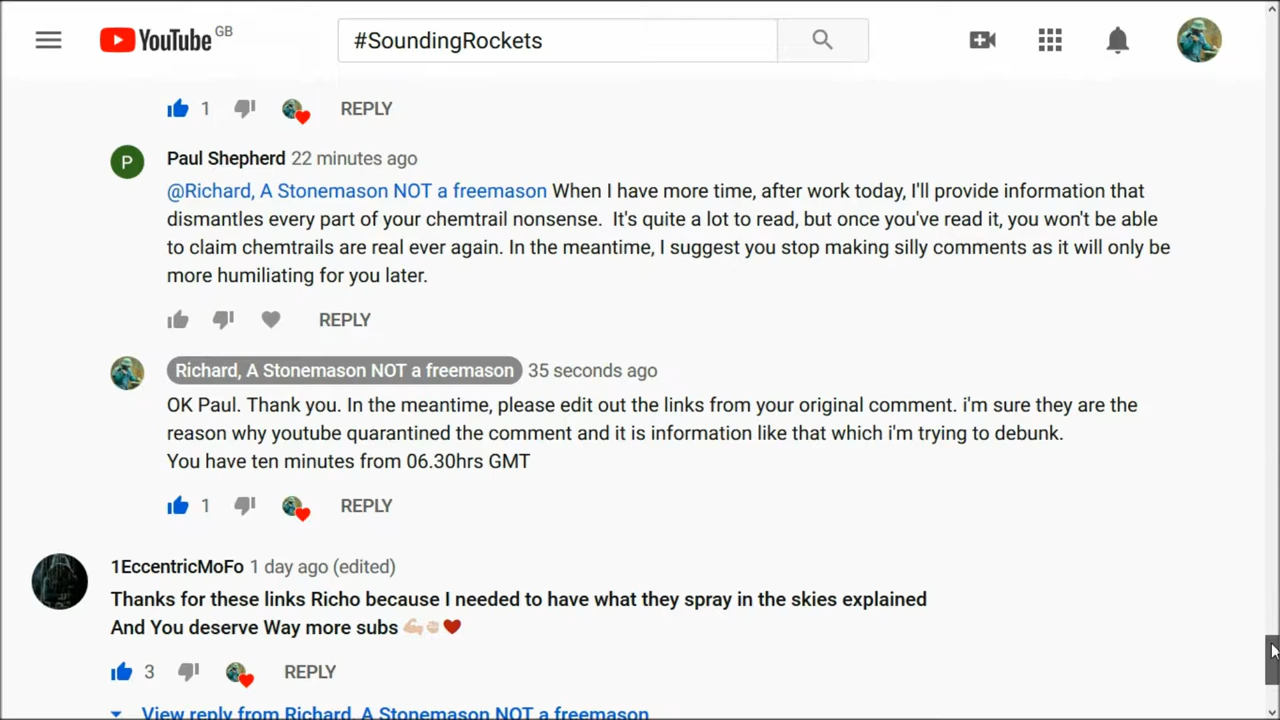 YouTube GB
#SoundingRockets
1 REPLY
P
Paul Shepherd 22 minutes ago
@Richard, A Stonemason NOT a freemason When I have more time, after work today, I'll provide information that
dismantles every part of your chemtrail nonsense. It's quite a lot to read, but once you've read it, you won't be able
to claim chemtrails are real ever again. In the meantime, I suggest you stop making silly comments as it will only be
more humiliating for you later.
REPLY
Richard, A Stonemason NOT a freemason 35 seconds ago
OK Paul. Thank you. In the meantime, please edit out the links from your original comment. i'm sure they are the
reason why youtube quarantined the comment and it is information like that which i'm trying to debunk.
You have ten minutes from 06.30hrs GMT
1 REPLY
1EccentricMoFo 1 day ago (edited)
Thanks for these links Richo because I needed to have what they spray in the skies explained
And You deserve Way more subs 💪🏻👊🏻❤️
3 REPLY
View reply from Richard, A Stonemason NOT a freemason